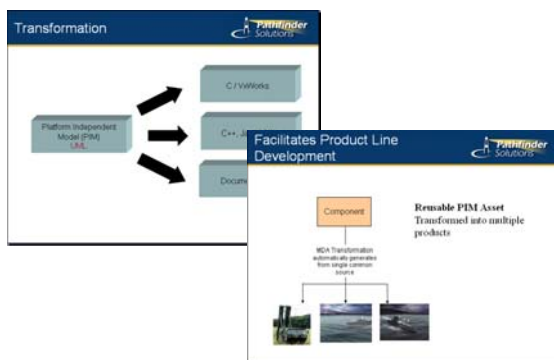 Transformation
Pathfinder
Solutions
C / VxWorks
Platform Independent
Model (PIM)
UML
C++,
Facilitates Product Line
Development
Pathfinder
Solutions
Component
Reusable PIM Asset
Transformed into multiple
products
MDA Transformation
automatically generates
from single common
source